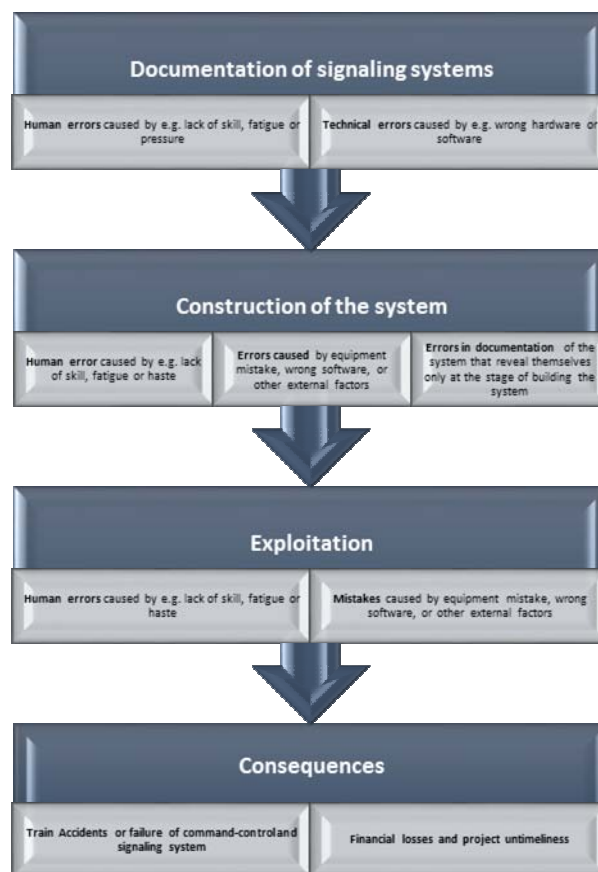 Documentation of signaling systems
Human errors caused by e.g. lack of skill, fatigue or
pressure
Technical errors caused by e.g. wrong hardware or
software
Construction of the system
Human error caused by e.g. lack
of skill, fatigue or haste
Errors caused by equipment
mistake, wrong software, or
other external factors
Errors in documentation of the
system that reveal themselves
only at the stage of building the
system
Exploitation
Human errors caused by e.g. lack of skill, fatigue or
haste
Mistakes caused by equipment mistake, wrong
software, or other external factors
Consequences
Train Accidents or failure of command-control and
signaling system
Financial losses and project untimeliness